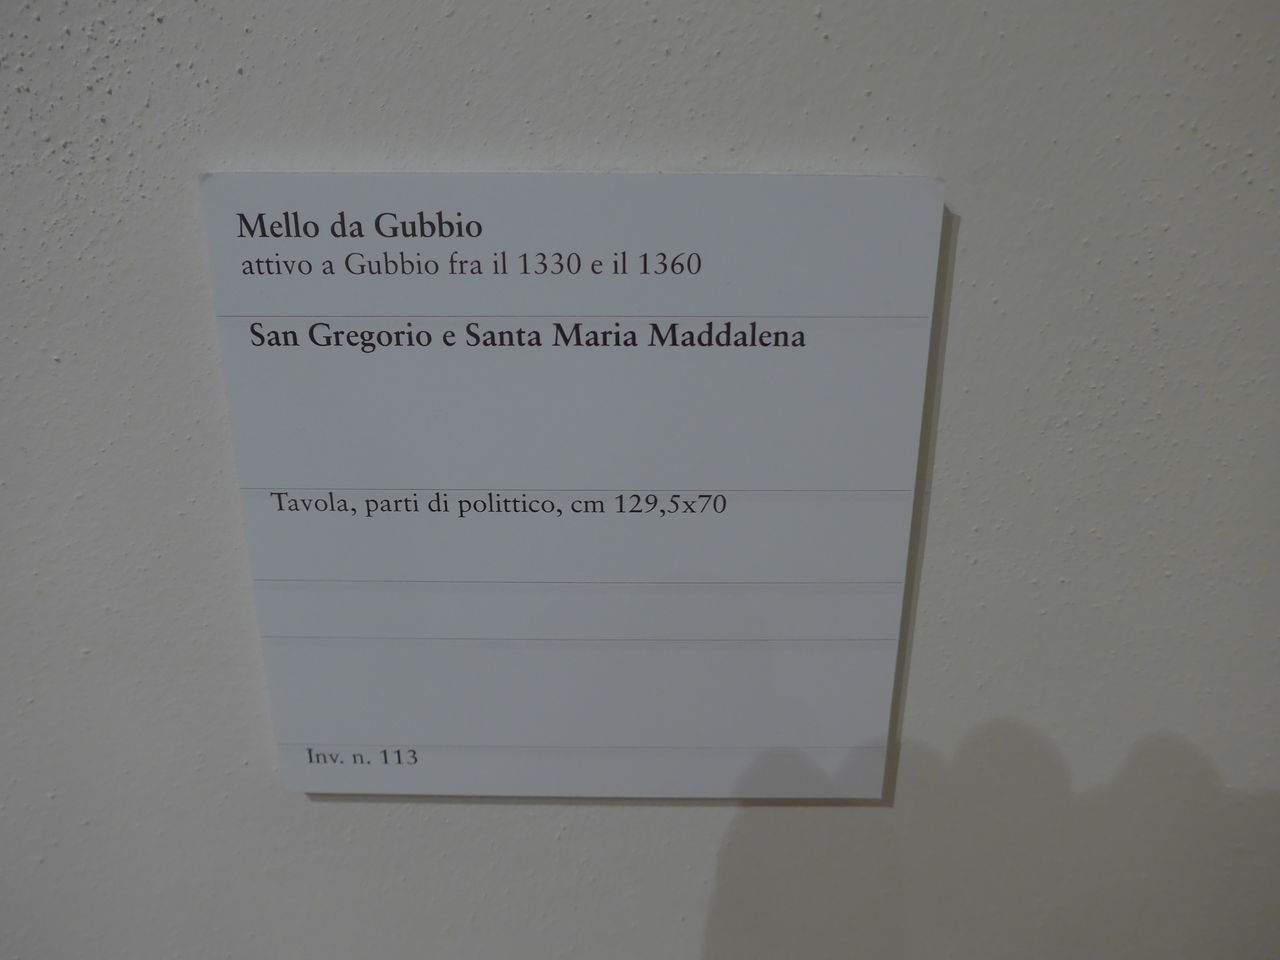 Mello da Gubbio
attivo a Gubbio fra il 1330 e il 1360
San Gregorio e Santa Maria Maddalena
Tavola, parti di polittico, cm 129,5x70
Inv. n. 113